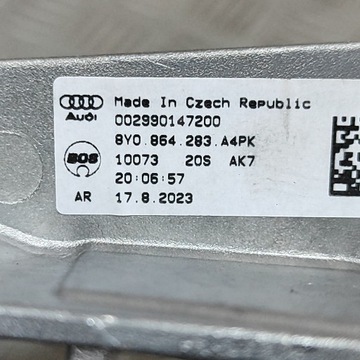 Made In Czech Republic
Audi
002990147200
8Y0.864.283.A4PK
BOS
10073 20S AK7
20:06:57
AR 17.8.2023